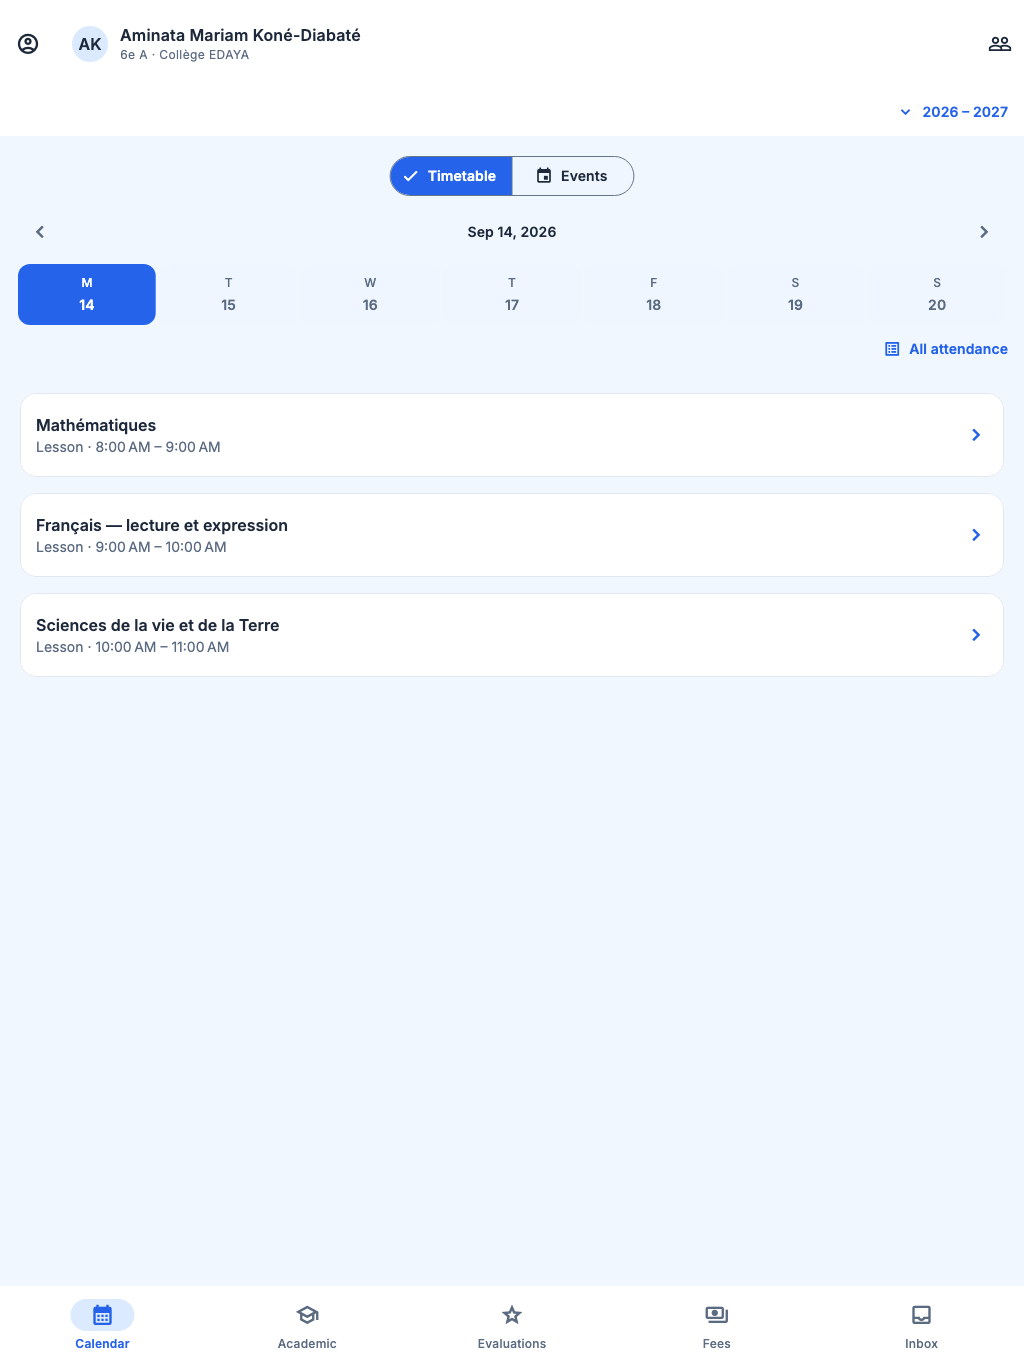 AK
Aminata Mariam Koné-Diabaté
6e A · Collège EDAYA
2026 – 2027
Timetable
Events
Sep 14, 2026
M T W T F S S
14 15 16 17 18 19 20
All attendance
Mathématiques
Lesson · 8:00 AM – 9:00 AM
Français — lecture et expression
Lesson · 9:00 AM – 10:00 AM
Sciences de la vie et de la Terre
Lesson · 10:00 AM – 11:00 AM
Calendar Academic Evaluations Fees Inbox